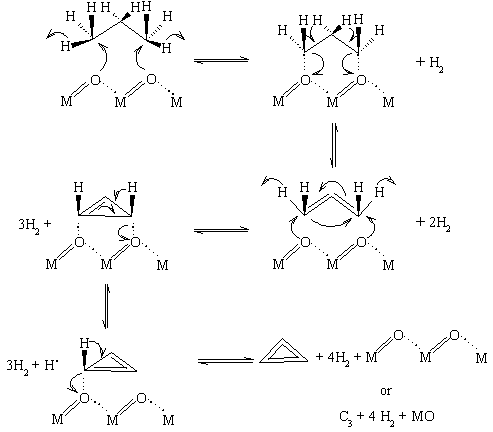 H H H H H
H H H
O O
M M M
H H H H
H H
O O
M M M
+ H₂
H H
3H₂ +
O O
M M M
H H H H
O O
M M M
+ 2H₂
H
3H₂ + H•
O O
M M M
+ 4H₂ + M O M O M
or
C₃ + 4 H₂ + MO